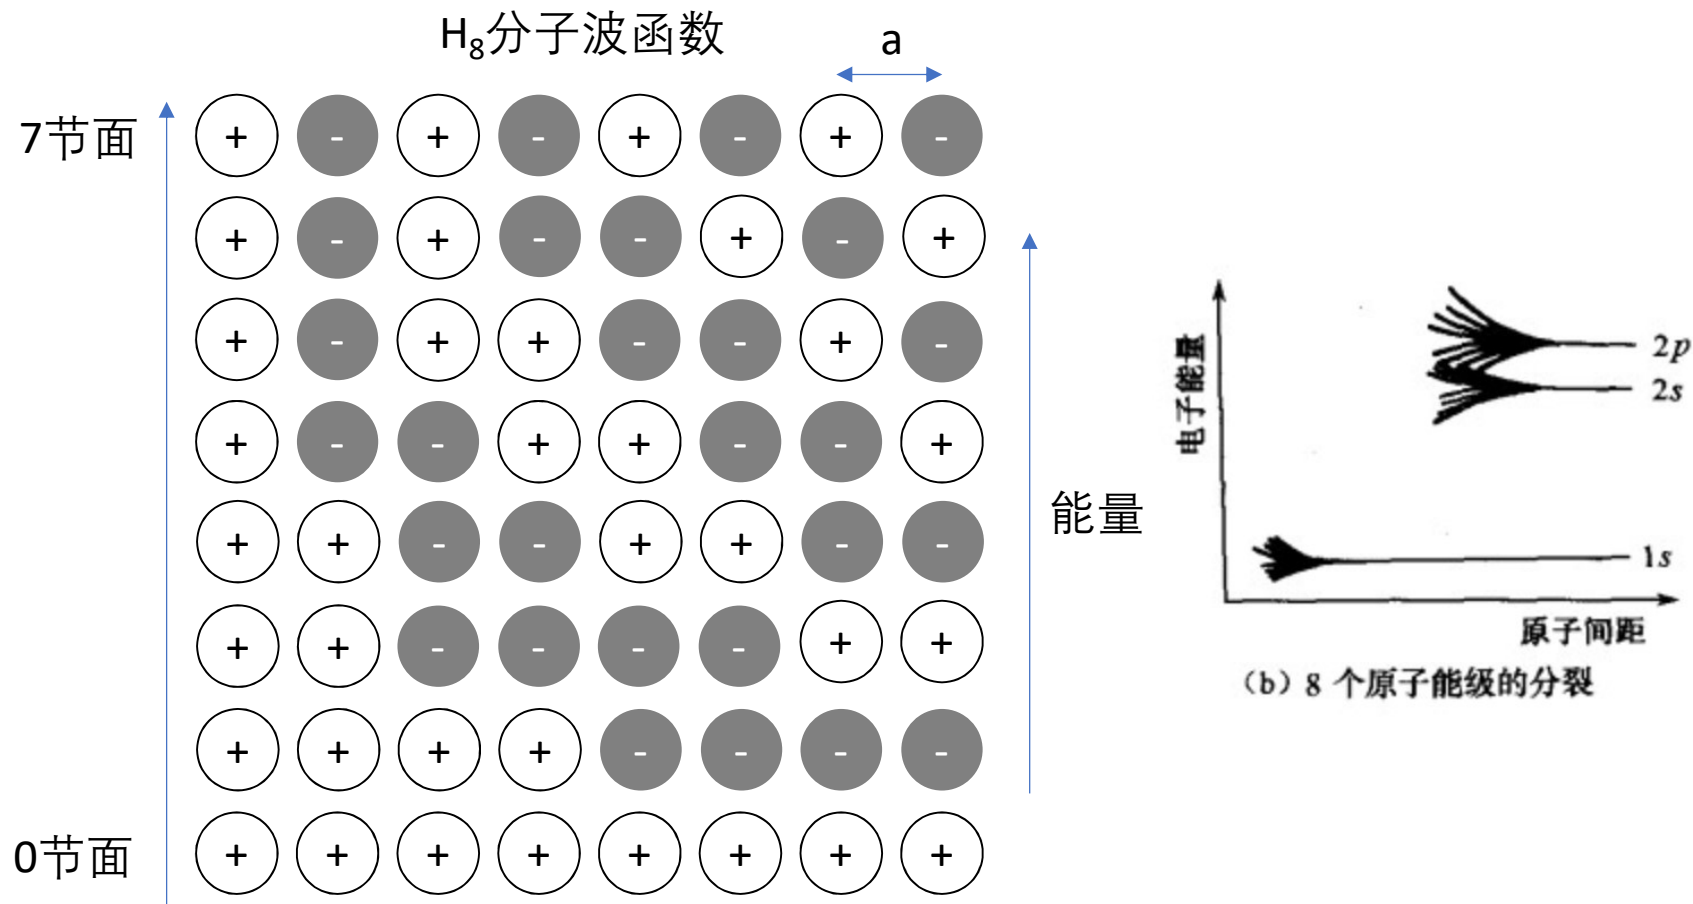 H₈分子波函数
a
7节面
+ - + - + - + -
+ - + - - + - +
+ - + + - - + -
+ - - + + - - +
+ + - - + + - -
+ + - - - - + +
+ + + + - - - -
0节面
+ + + + + + + +
能量
电子能量
2p
2s
1s
原子间距
(b) 8 个原子能级的分裂